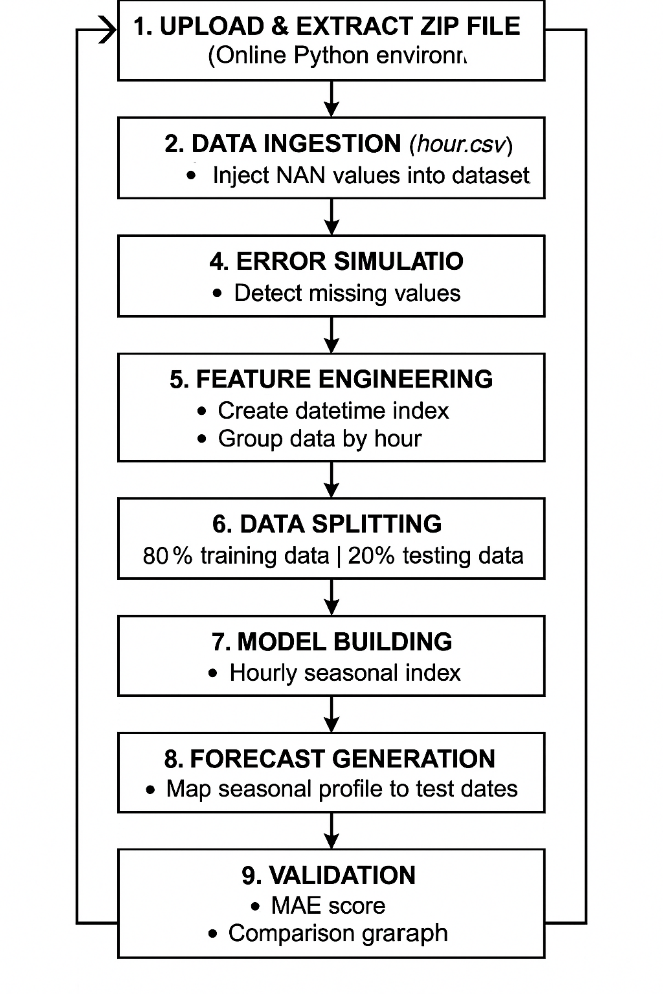 1. UPLOAD & EXTRACT ZIP FILE
(Online Python environr
2. DATA INGESTION (hour.csv)
• Inject NAN values into dataset
4. ERROR SIMULATIO
• Detect missing values
5. FEATURE ENGINEERING
• Create datetime index
• Group data by hour
6. DATA SPLITTING
80% training data | 20% testing data
7. MODEL BUILDING
• Hourly seasonal index
8. FORECAST GENERATION
• Map seasonal profile to test dates
9. VALIDATION
• MAE score
• Comparison graraph